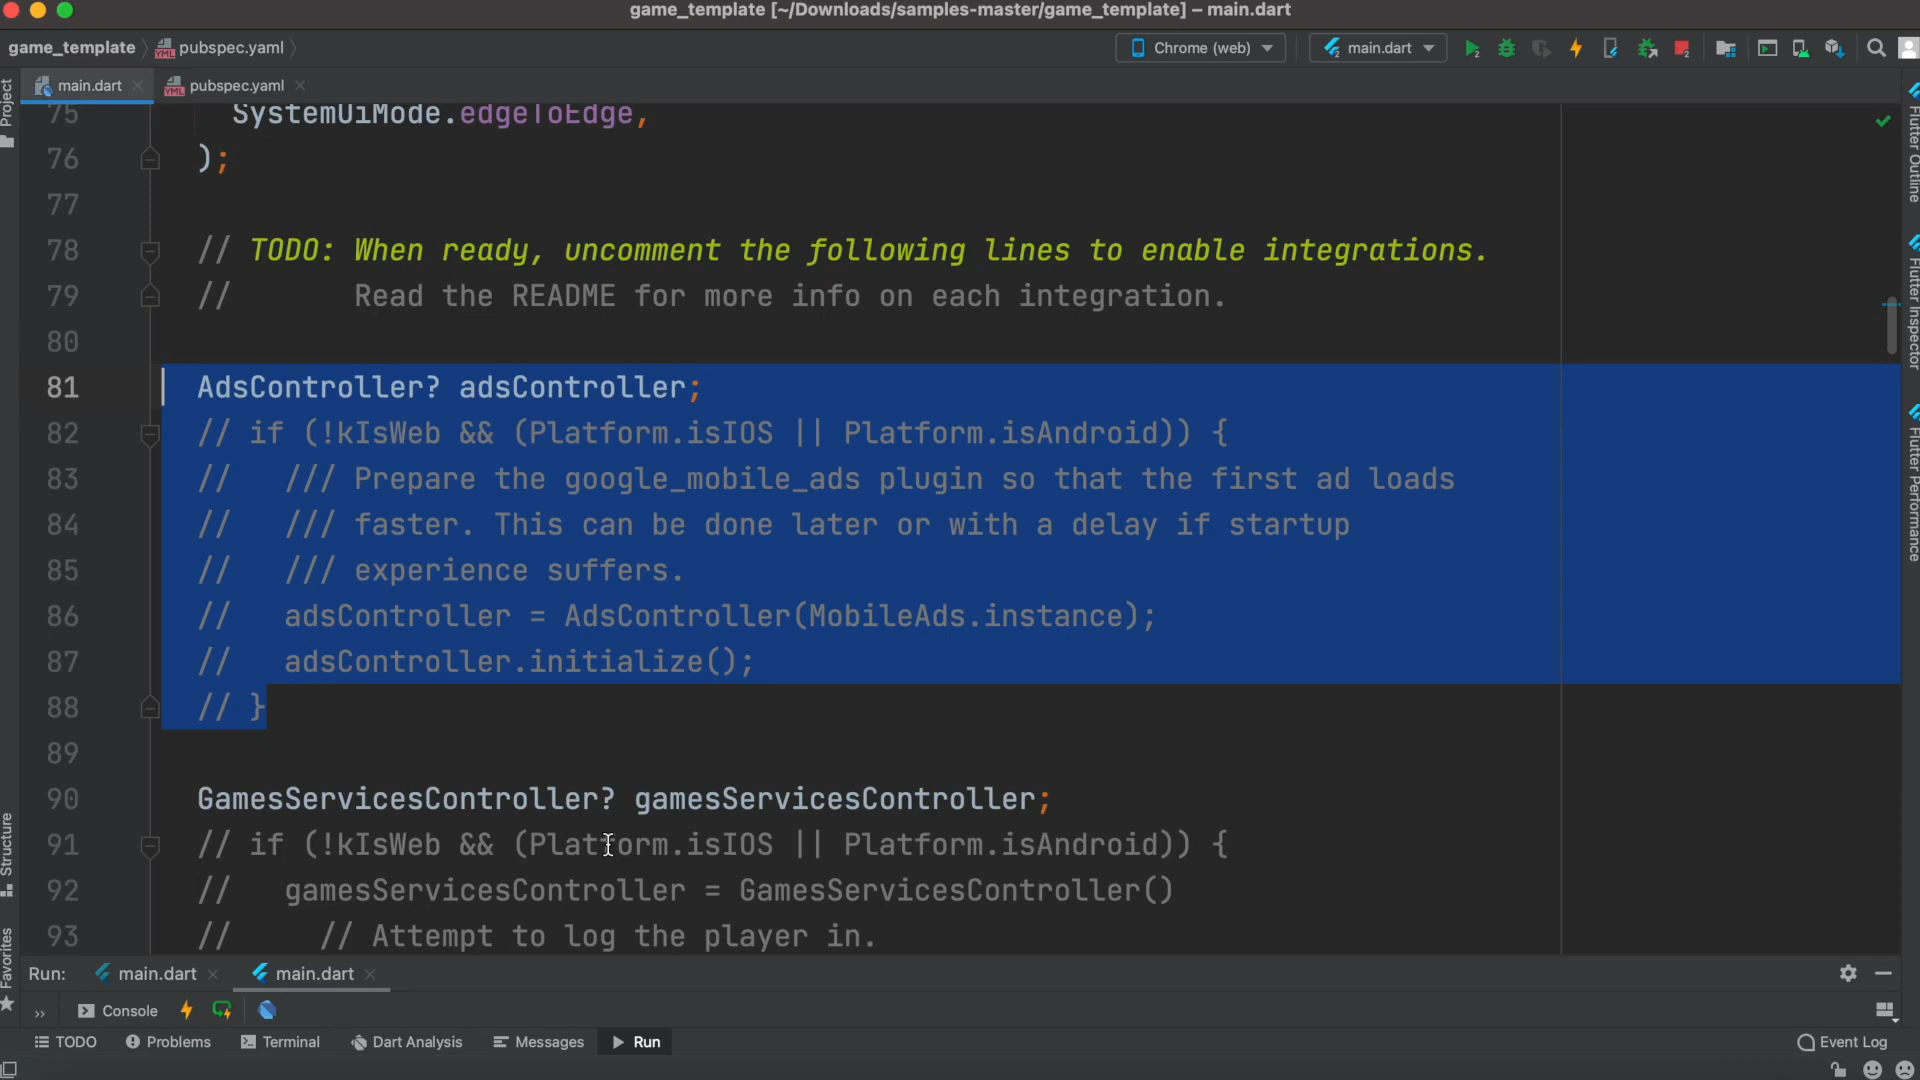 game_template [~/Downloads/samples-master/game_template] – main.dart
game_template pubspec.yaml Chrome (web) main.dart
main.dart pubspec.yaml
75 SystemUiMode.edgeToEdge,
76 );
77
78 // TODO: When ready, uncomment the following lines to enable integrations.
79 // Read the README for more info on each integration.
80
81 AdsController? adsController;
82 // if (!kIsWeb && (Platform.isIOS || Platform.isAndroid)) {
83 // /// Prepare the google_mobile_ads plugin so that the first ad loads
84 // /// faster. This can be done later or with a delay if startup
85 // /// experience suffers.
86 // adsController = AdsController(MobileAds.instance);
87 // adsController.initialize();
88 // }
89
90 GamesServicesController? gamesServicesController;
91 // if (!kIsWeb && (Platform.isIOS || Platform.isAndroid)) {
92 // gamesServicesController = GamesServicesController()
93 // // Attempt to log the player in.
Project
Structure
Favorites
Flutter Outline
Flutter Inspector
Flutter Performance
Run: main.dart main.dart
Console
TODO Problems Terminal Dart Analysis Messages Run Event Log